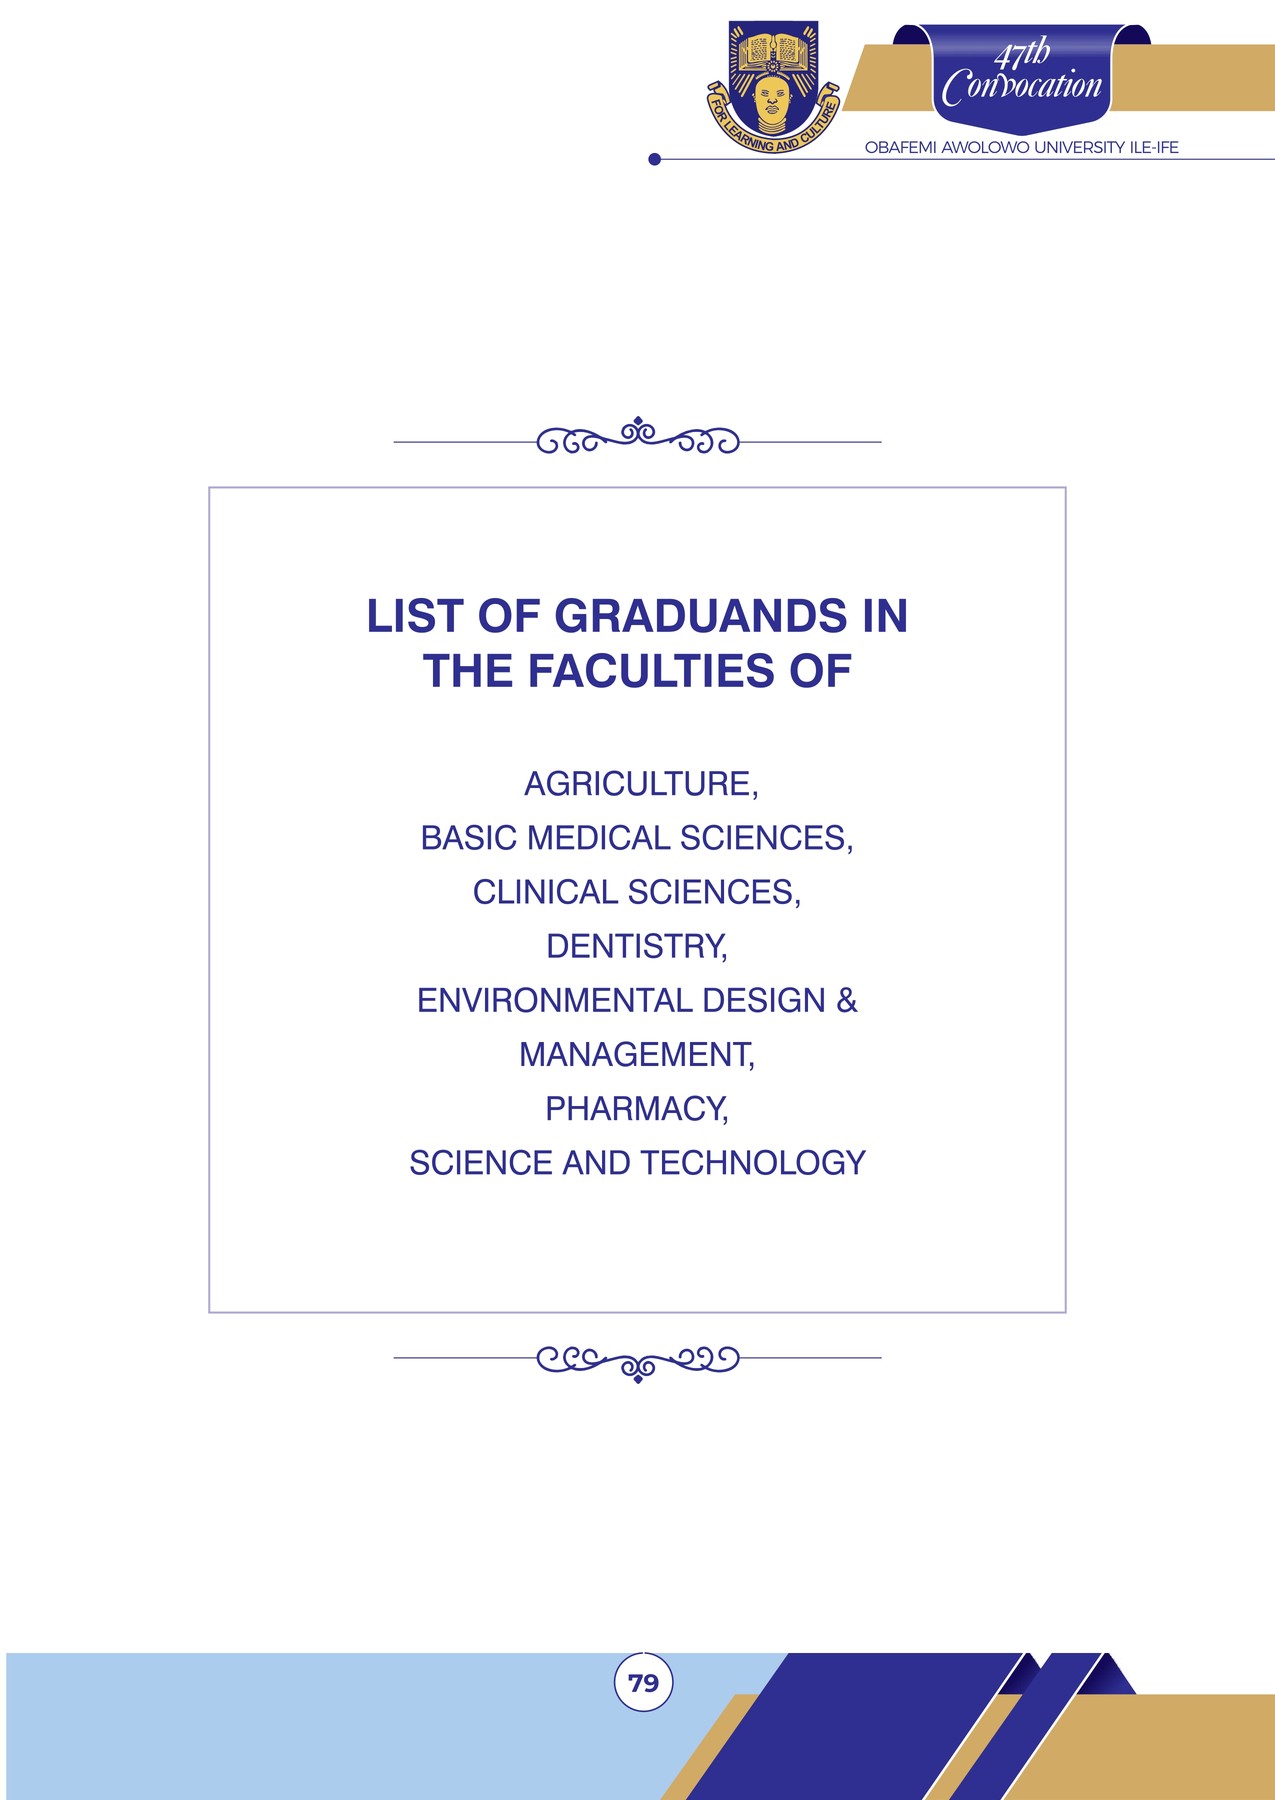 FOR LEARNING AND CULTURE
47th
Convocation
OBAFEMI AWOLOWO UNIVERSITY ILE-IFE
LIST OF GRADUANDS IN
THE FACULTIES OF
AGRICULTURE,
BASIC MEDICAL SCIENCES,
CLINICAL SCIENCES,
DENTISTRY,
ENVIRONMENTAL DESIGN &
MANAGEMENT,
PHARMACY,
SCIENCE AND TECHNOLOGY
79